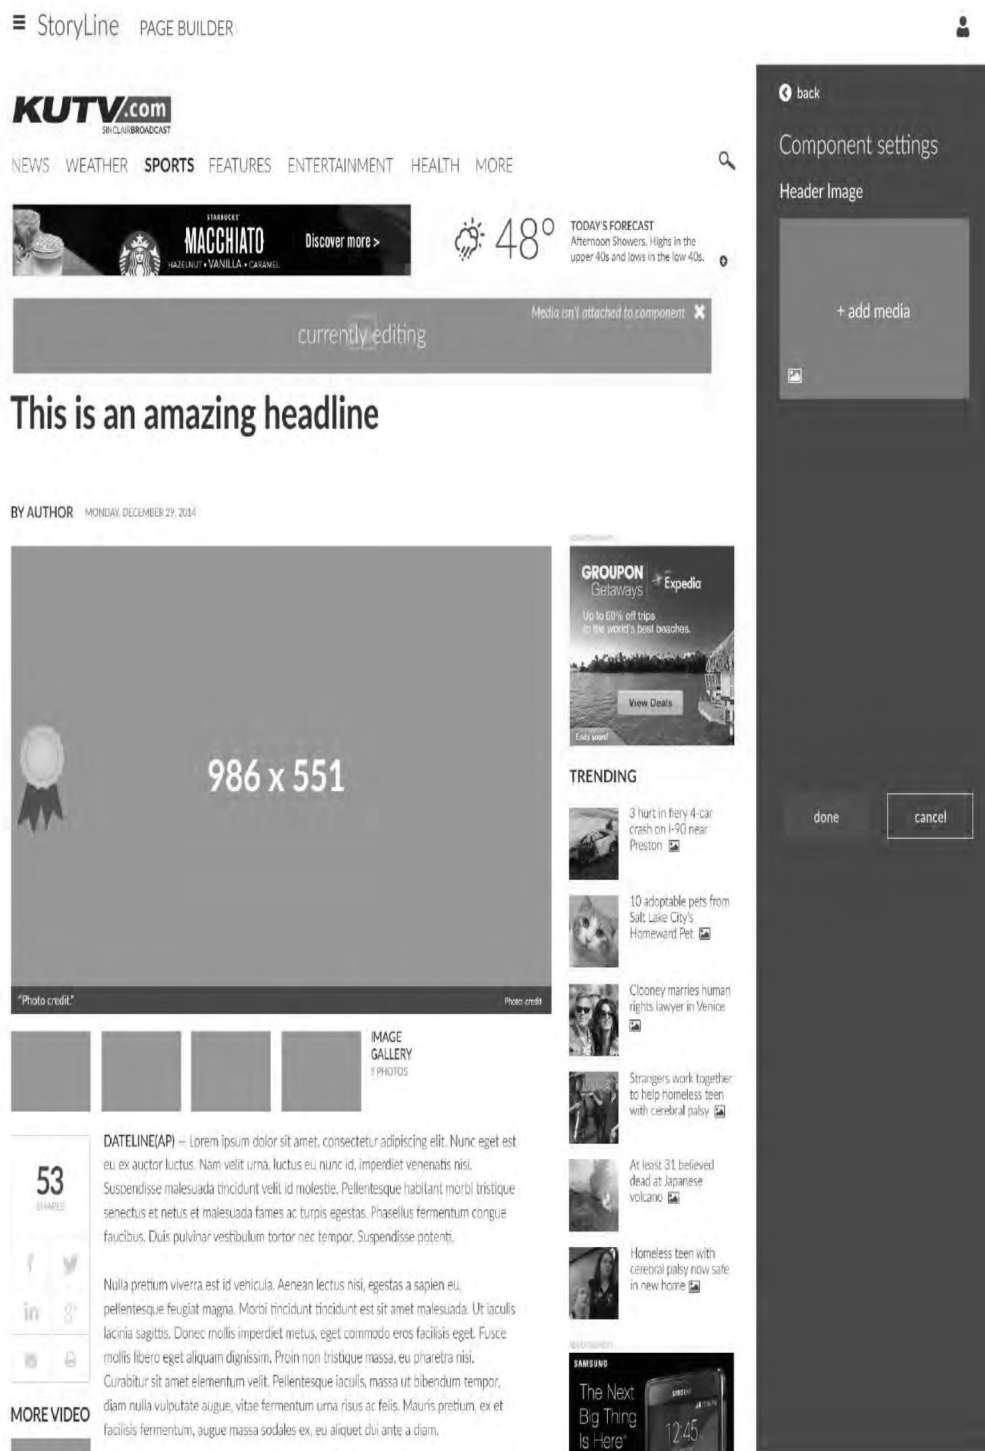 StoryLine PAGE BUILDER
KUTV.com
SINCLAIRBROADCAST
NEWS WEATHER SPORTS FEATURES ENTERTAINMENT HEALTH MORE
STARBUCKS
MACCHIATO
HAZELNUT • VANILLA • CARAMEL
Discover more >
48°
TODAY'S FORECAST
Afternoon Showers. Highs in the
upper 40s and lows in the low 40s.
Media isn't attached to component
currently editing
This is an amazing headline
BY AUTHOR MONDAY, DECEMBER 29, 2014
986 x 551
"Photo credit."
Photo: credit
IMAGE
GALLERY
PHOTOS
53
SHARES
DATELINE(AP) — Lorem ipsum dolor sit amet, consectetur adipiscing elit. Nunc eget est
eu ex auctor luctus. Nam velit urna, luctus eu nunc id, imperdiet venenatis nisi.
Suspendisse malesuada tincidunt velit id molestie. Pellentesque habitant morbi tristique
senectus et netus et malesuada fames ac turpis egestas. Phasellus fermentum congue
faucibus. Duis pulvinar vestibulum tortor nec tempor. Suspendisse potenti.
Nulla pretium viverra est id vehicula. Aenean lectus nisi, egestas a sapien eu,
pellentesque feugiat magna. Morbi tincidunt tincidunt est sit amet malesuada. Ut iaculis
lacinia sagittis. Donec mollis imperdiet metus, eget commodo eros facilisis eget. Fusce
mollis libero eget aliquam dignissim. Proin non tristique massa, eu pharetra nisi.
Curabitur sit amet elementum velit. Pellentesque iaculis, massa ut bibendum tempor,
diam nulla vulputate augue, vitae fermentum urna risus ac felis. Mauris pretium, ex et
facilisis fermentum, augue massa sodales ex, eu aliquet dui ante a diam.
MORE VIDEO
ADVERTISEMENT
GROUPON
Getaways
Expedia
Up to 60% off trips
to the world's best beaches.
View Deals
Ends soon!
TRENDING
3 hurt in fiery 4-car
crash on I-90 near
Preston
10 adoptable pets from
Salt Lake City's
Homeward Pet
Clooney marries human
rights lawyer in Venice
Strangers work together
to help homeless teen
with cerebral palsy
At least 31 believed
dead at Japanese
volcano
Homeless teen with
cerebral palsy now safe
in new home
ADVERTISEMENT
SAMSUNG
The Next
Big Thing
Is Here
SAMSUNG
12:45
back
Component settings
Header Image
+ add media
done
cancel